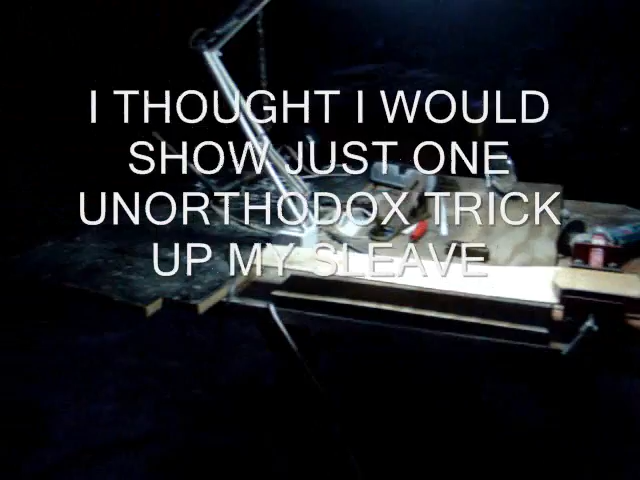 I THOUGHT I WOULD
SHOW JUST ONE
UNORTHODOX TRICK
UP MY SLEAVE